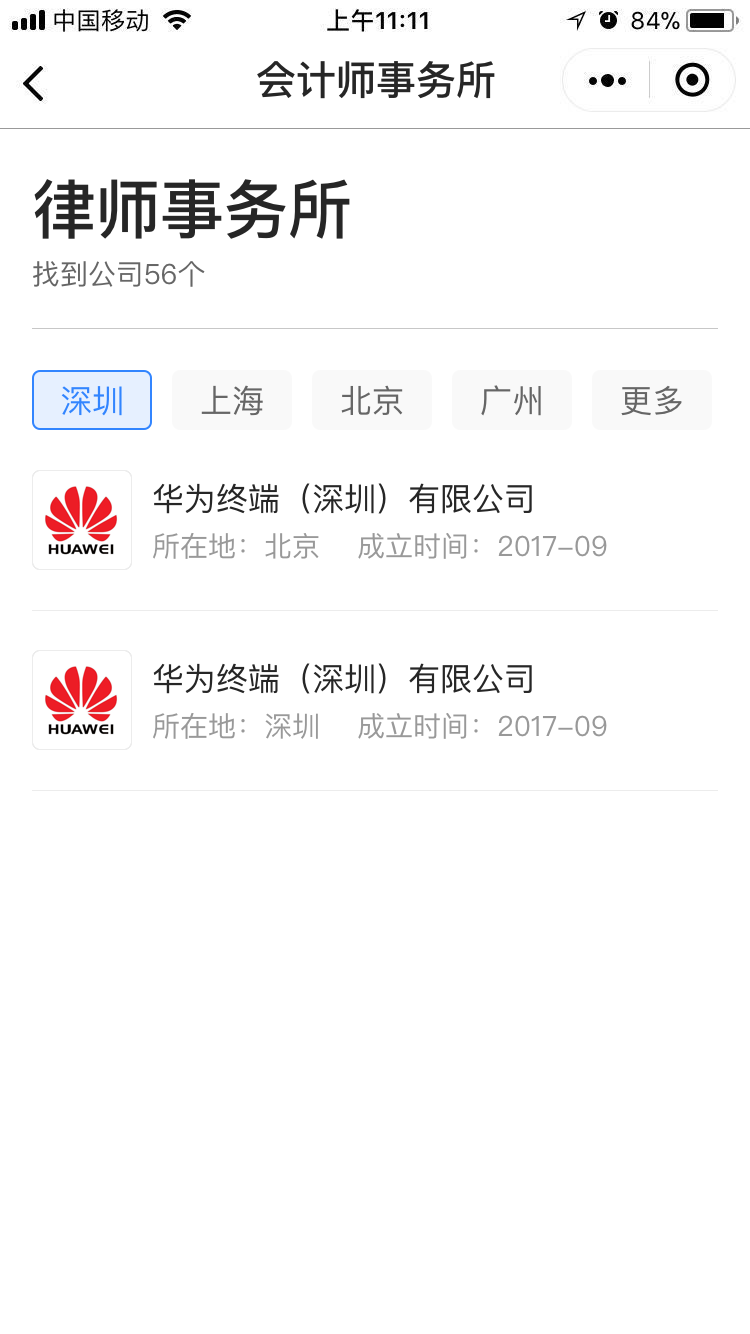 中国移动 上午11:11 84%
会计师事务所
律师事务所
找到公司56个
深圳 上海 北京 广州 更多
华为终端（深圳）有限公司
HUAWEI
所在地：北京 成立时间：2017-09
华为终端（深圳）有限公司
HUAWEI
所在地：深圳 成立时间：2017-09